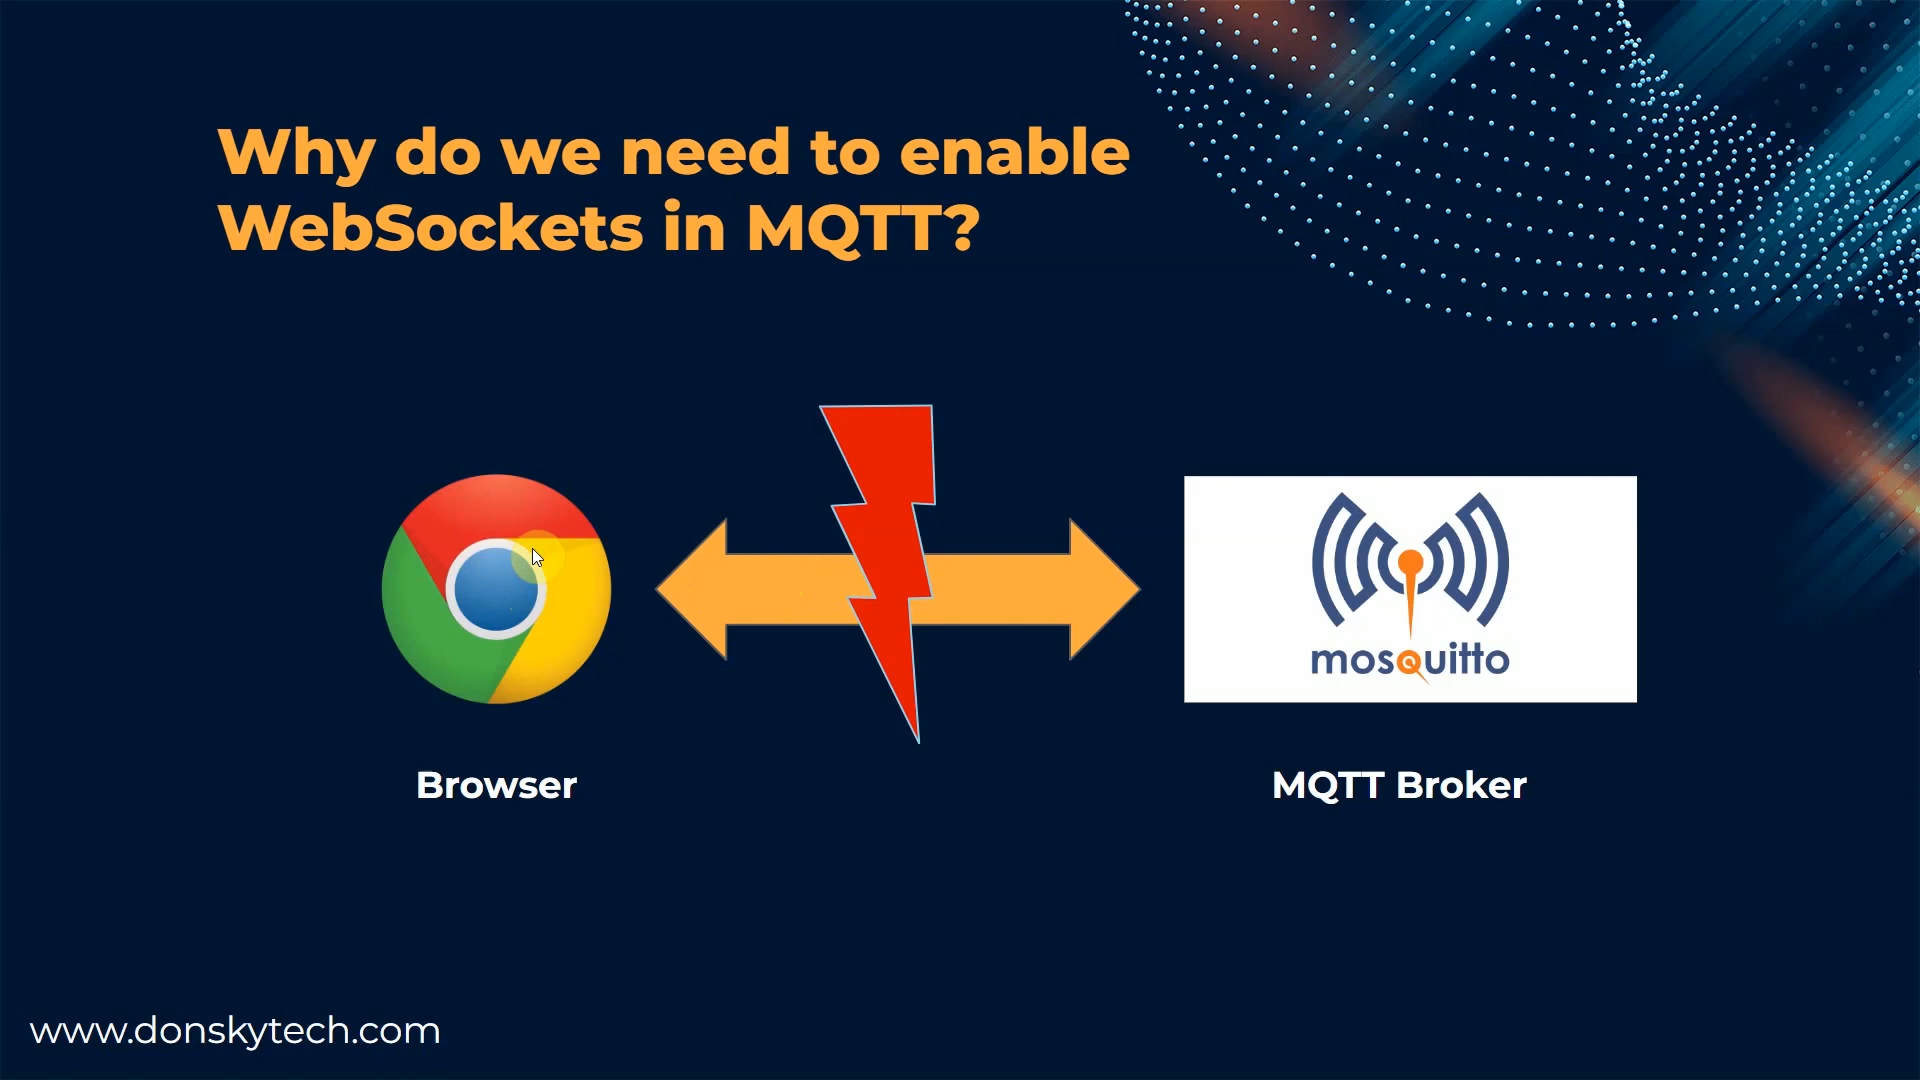 Why do we need to enable
WebSockets in MQTT?
mosquitto
Browser
MQTT Broker
www.donskytech.com